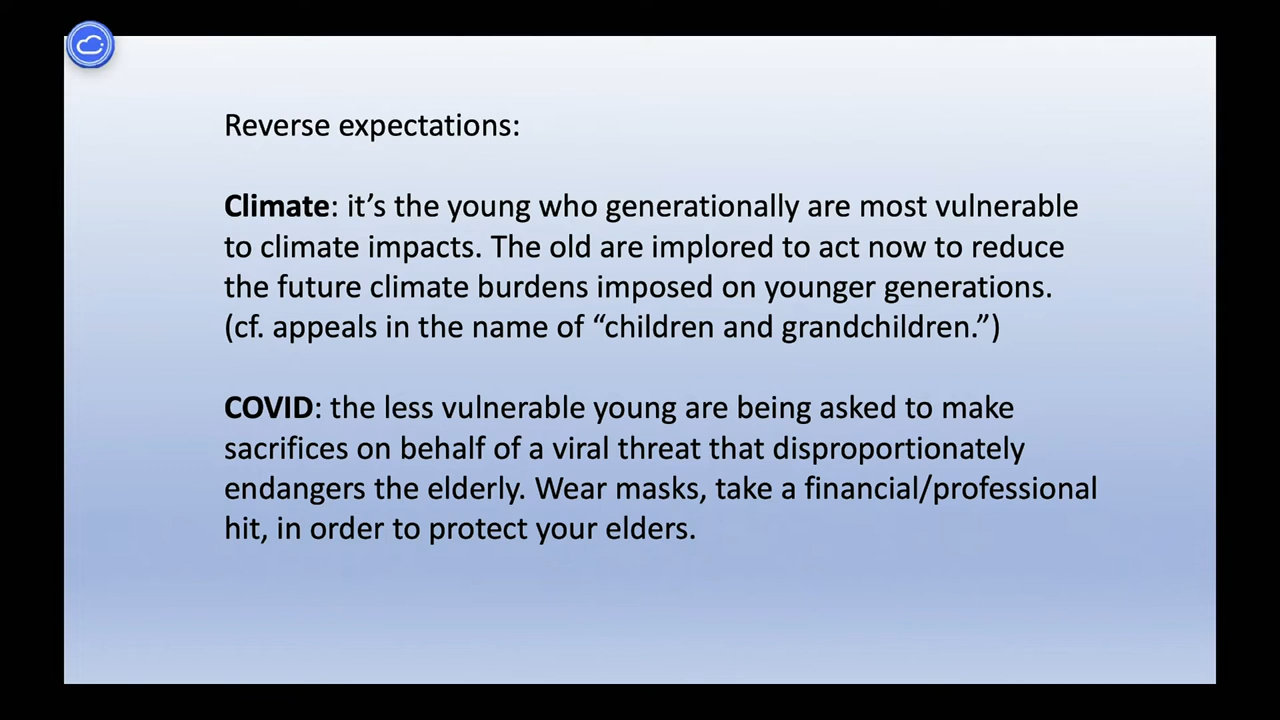 Reverse expectations:
Climate: it’s the young who generationally are most vulnerable
to climate impacts. The old are implored to act now to reduce
the future climate burdens imposed on younger generations.
(cf. appeals in the name of “children and grandchildren.”)
COVID: the less vulnerable young are being asked to make
sacrifices on behalf of a viral threat that disproportionately
endangers the elderly. Wear masks, take a financial/professional
hit, in order to protect your elders.